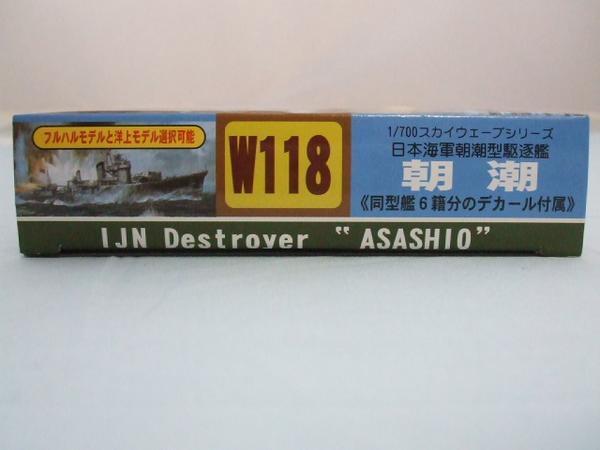 フルハルモデルと洋上モデル選択可能
W118
1/700スカイウェーブシリーズ
日本海軍朝潮型駆逐艦
朝 潮
《同型艦６籍分のデカール付属》
IJN Destroyer “ASASHIO”